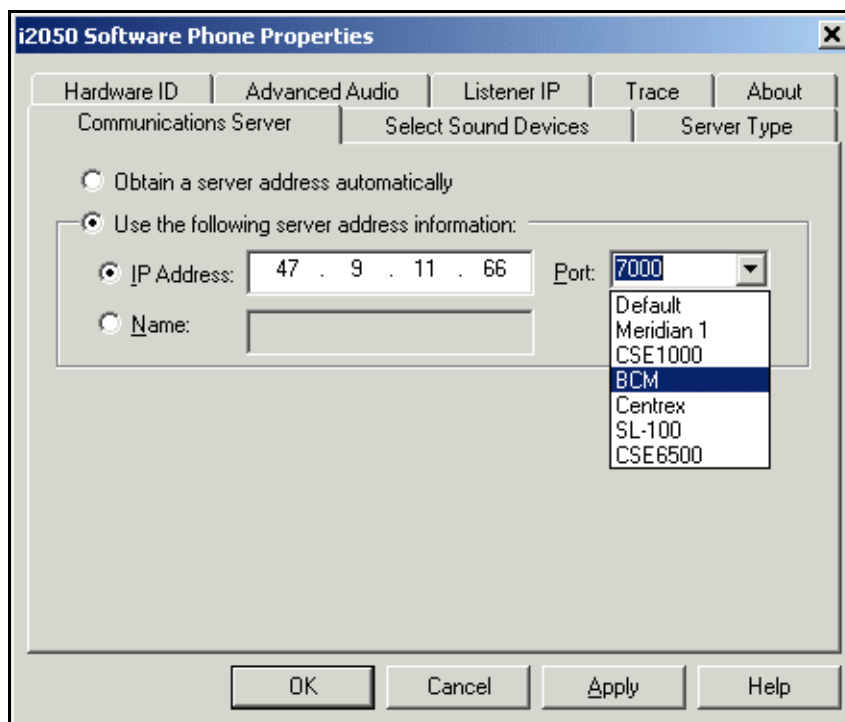 i2050 Software Phone Properties
Hardware ID Advanced Audio Listener IP Trace About
Communications Server Select Sound Devices Server Type
Obtain a server address automatically
Use the following server address information:
IP Address: 47 . 9 . 11 . 66 Port: 7000
Default
Name: Meridian 1
CSE1000
BCM
Centrex
SL-100
CSE6500
OK Cancel Apply Help